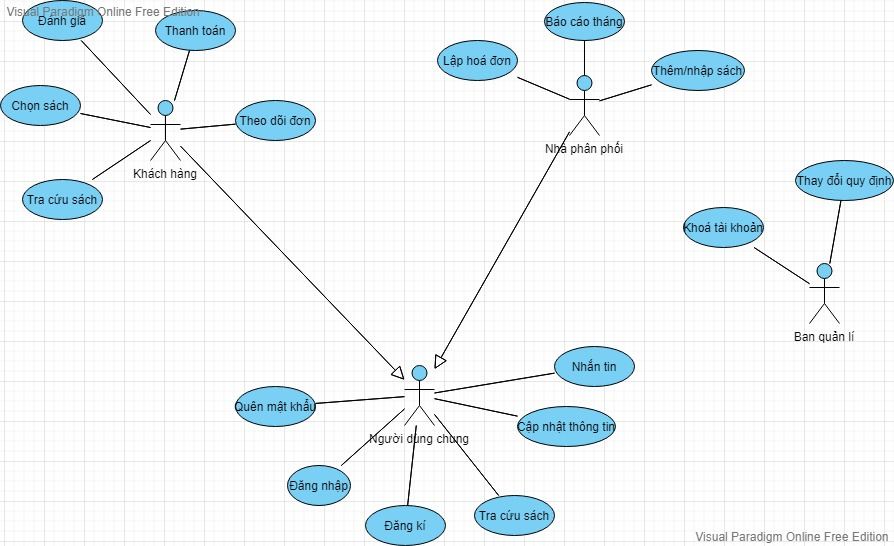 Visual Paradigm Online Free Edition
Đánh giá
Thanh toán
Chọn sách
Theo dõi đơn
Khách hàng
Tra cứu sách
Báo cáo tháng
Lập hoá đơn
Thêm/nhập sách
Nhà phân phối
Thay đổi quy định
Khoá tài khoản
Ban quản lí
Nhắn tin
Quên mật khẩu
Cập nhật thông tin
Người dùng chung
Đăng nhập
Đăng kí
Tra cứu sách
Visual Paradigm Online Free Edition